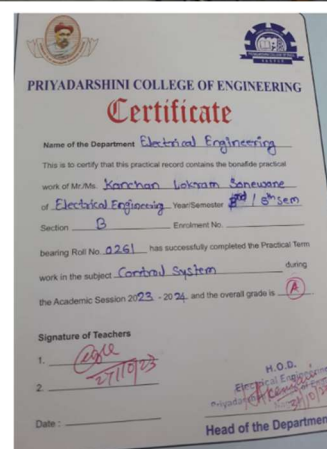 PRIYADARSHINI COLLEGE OF ENGINEERING
Certificate
Name of the Department Electrical Engineering
This is to certify that this practical record contains the bonafide practical
work of Mr/Ms. Kanchan Lokram Sonewane
of Electrical Engineering Year/Semester / 5th sem
Section B Enrolment No.
bearing Roll No. 0261 has successfully completed the Practical Term
work in the subject Control System during
the Academic Session 2023 - 2024 and the overall grade is A
Signature of Teachers
1.
27/10/23
2.
H.O.D.
Electrical Engineering
Date :
Head of the Department